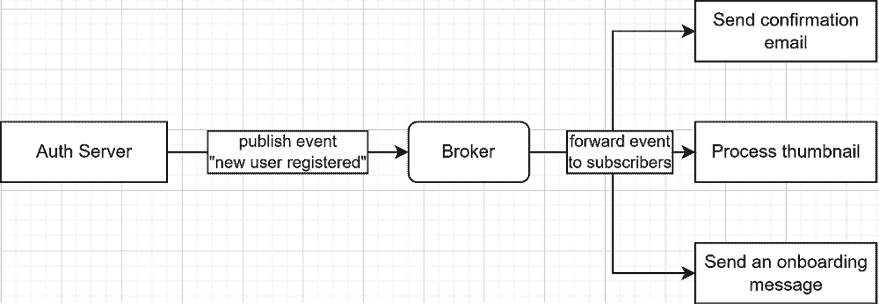 Send confirmation
email
Auth Server
publish event
"new user registered"
Broker
forward event
to subscribers
Process thumbnail
Send an onboarding
message